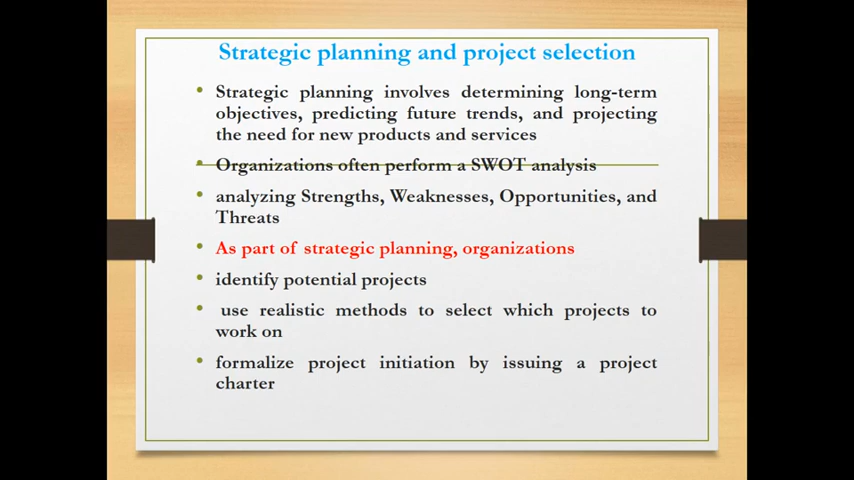 Strategic planning and project selection
• Strategic planning involves determining long-term
objectives, predicting future trends, and projecting
the need for new products and services
• Organizations often perform a SWOT analysis
• analyzing Strengths, Weaknesses, Opportunities, and
Threats
• As part of strategic planning, organizations
• identify potential projects
• use realistic methods to select which projects to
work on
• formalize project initiation by issuing a project
charter